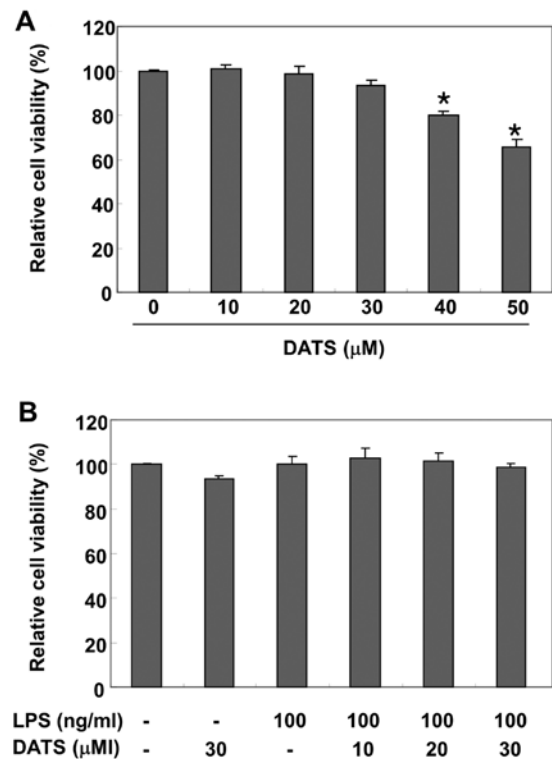 A
Relative cell viability (%)
120
100
80
60
40
20
0
* *
0 10 20 30 40 50
DATS (μM)
B
Relative cell viability (%)
120
100
80
60
40
20
0
LPS (ng/ml) - - 100 100 100 100
DATS (μMl) - 30 - 10 20 30